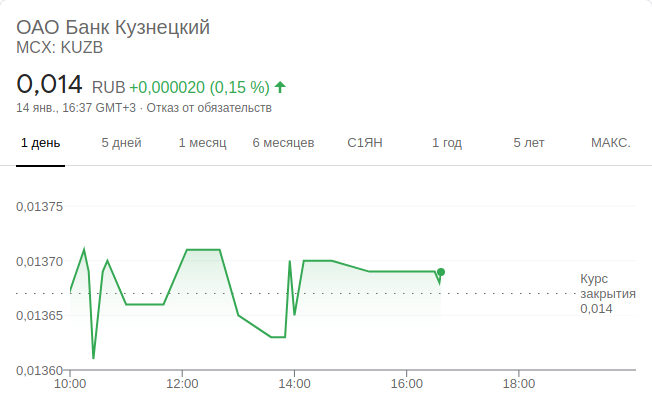 ОАО Банк Кузнецкий
MCX: KUZB
0,014 RUB +0,000020 (0,15 %)
14 янв., 16:37 GMT+3 · Отказ от обязательств
1 день 5 дней 1 месяц 6 месяцев С1ЯН 1 год 5 лет МАКС.
0,01375
0,01370
Курс
закрытия
0,014
0,01365
0,01360
10:00 12:00 14:00 16:00 18:00